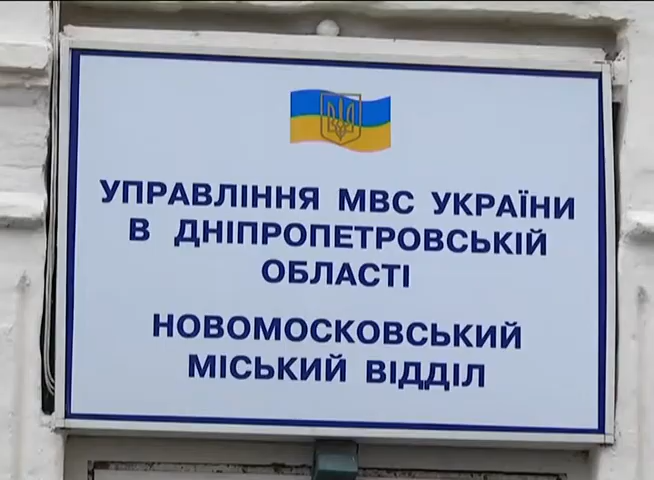 УПРАВЛІННЯ МВС УКРАЇНИ
В ДНІПРОПЕТРОВСЬКІЙ
ОБЛАСТІ
НОВОМОСКОВСЬКИЙ
МІСЬКИЙ ВІДДІЛ